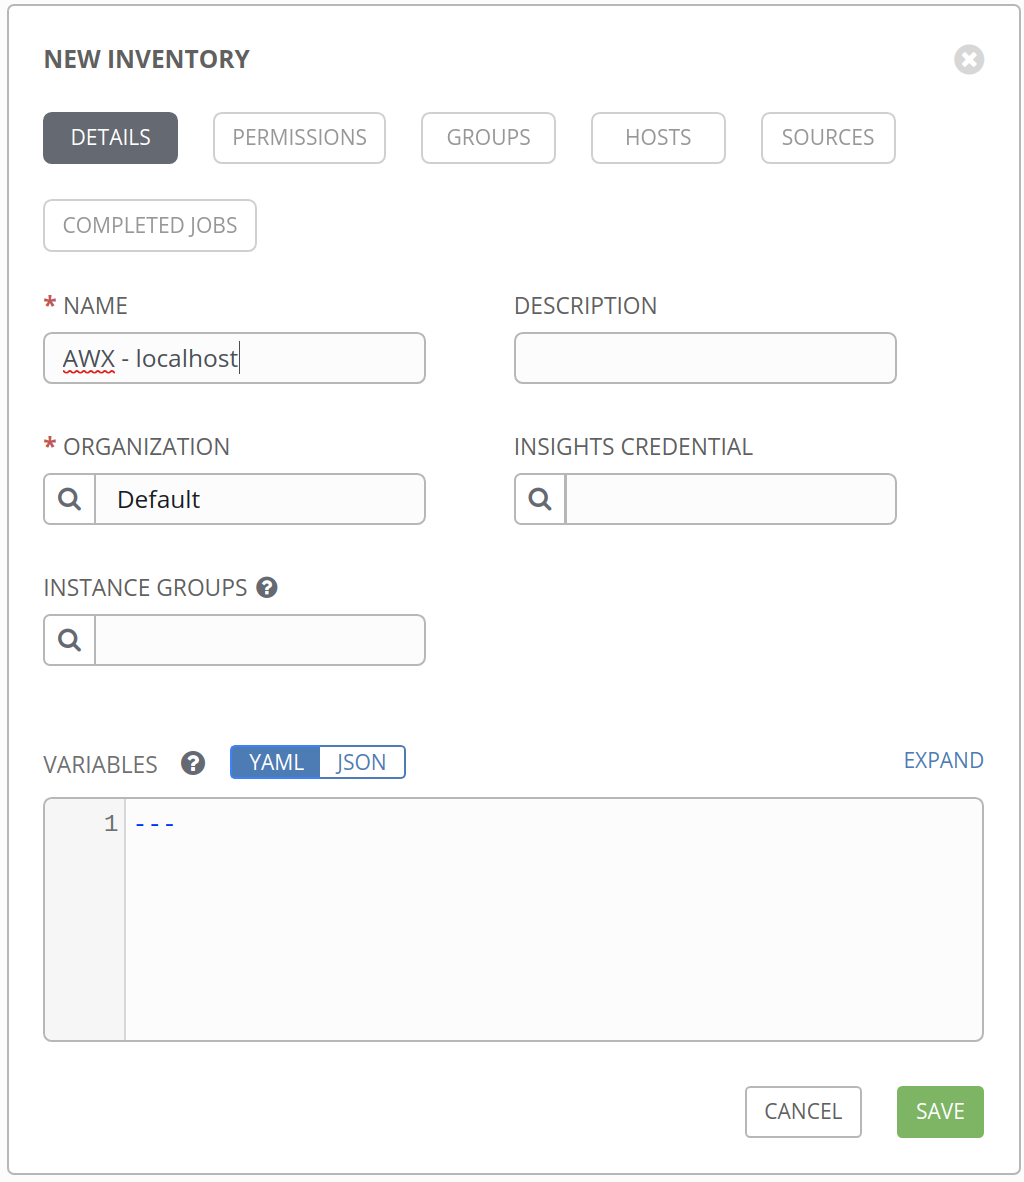 NEW INVENTORY
DETAILS PERMISSIONS GROUPS HOSTS SOURCES
COMPLETED JOBS
* NAME DESCRIPTION
AWX - localhost
* ORGANIZATION INSIGHTS CREDENTIAL
Default
INSTANCE GROUPS ?
VARIABLES ? YAML JSON EXPAND
1 ---
CANCEL SAVE